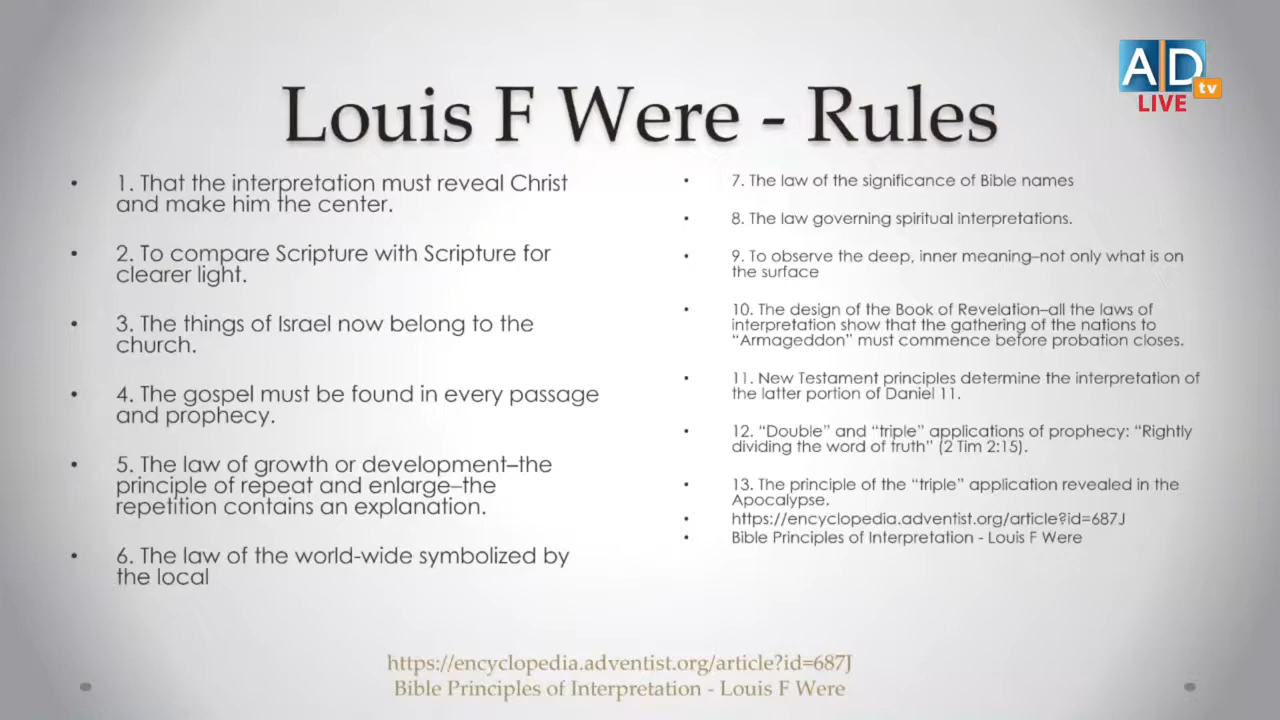 AD
tv
LIVE
Louis F Were - Rules
• 1. That the interpretation must reveal Christ
and make him the center.
• 2. To compare Scripture with Scripture for
clearer light.
• 3. The things of Israel now belong to the
church.
• 4. The gospel must be found in every passage
and prophecy.
• 5. The law of growth or development–the
principle of repeat and enlarge–the
repetition contains an explanation.
• 6. The law of the world-wide symbolized by
the local
• 7. The law of the significance of Bible names
• 8. The law governing spiritual interpretations.
• 9. To observe the deep, inner meaning–not only what is on
the surface
• 10. The design of the Book of Revelation–all the laws of
interpretation show that the gathering of the nations to
“Armageddon” must commence before probation closes.
• 11. New Testament principles determine the interpretation of
the latter portion of Daniel 11.
• 12. “Double” and “triple” applications of prophecy: “Rightly
dividing the word of truth” (2 Tim 2:15).
• 13. The principle of the “triple” application revealed in the
Apocalypse.
• https://encyclopedia.adventist.org/article?id=687J
• Bible Principles of Interpretation - Louis F Were
https://encyclopedia.adventist.org/article?id=687J
Bible Principles of Interpretation - Louis F Were